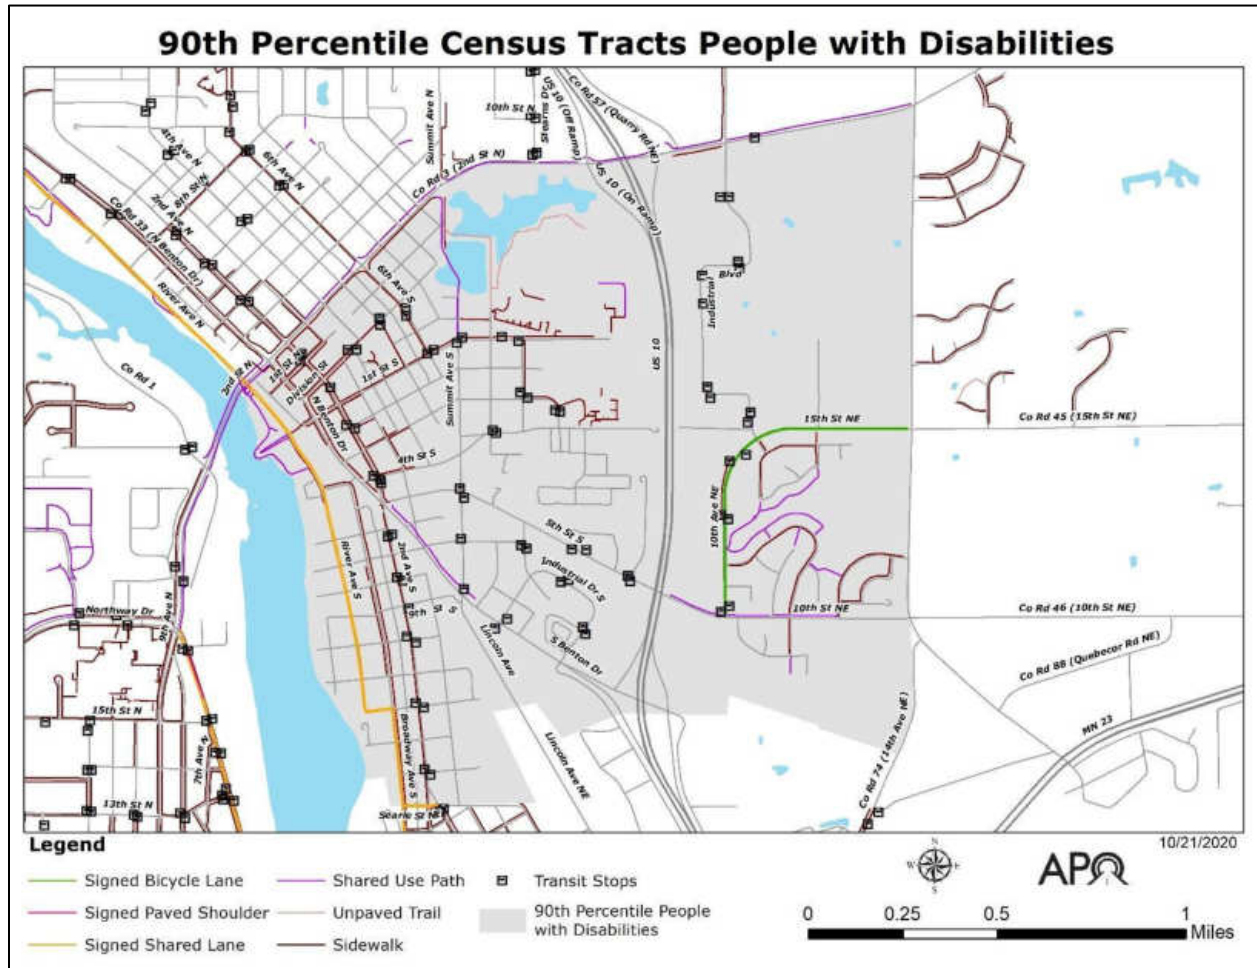 90th Percentile Census Tracts People with Disabilities
10th St N
Stearns Dr
US 10 (Off Ramp)
Co Rd 57 (Quarry Rd NE)
Summit Ave N
4th Ave N
6th Ave N
8th St N
Co Rd 3 (2nd St N)
US 10 (On Ramp)
2nd Ave N
Co Rd 33 (N Benton Dr)
River Ave N
6th Ave S
Industrial
Blvd
US 10
Co Rd 1
2nd St N
1st St N
Division St
1st St S
N Benton Dr
Summit Ave S
15th St NE
Co Rd 45 (15th St NE)
4th St S
5th St S
10th Ave NE
River Ave S
2nd Ave S
Industrial Dr S
9th St S
Northway Dr
9th Ave N
10th St NE
Co Rd 46 (10th St NE)
Lincoln Ave
S Benton Dr
Co Rd 88 (Quebecor Rd NE)
15th St N
7th Ave N
Broadway Ave S
Lincoln Ave NE
Co Rd 74 (14th Ave NE)
MN 23
13th St N
Searle St NE
10/21/2020
Legend
Signed Bicycle Lane
Signed Paved Shoulder
Signed Shared Lane
Shared Use Path
Unpaved Trail
Sidewalk
Transit Stops
90th Percentile People
with Disabilities
N
W E
S
APO
0 0.25 0.5 1
Miles